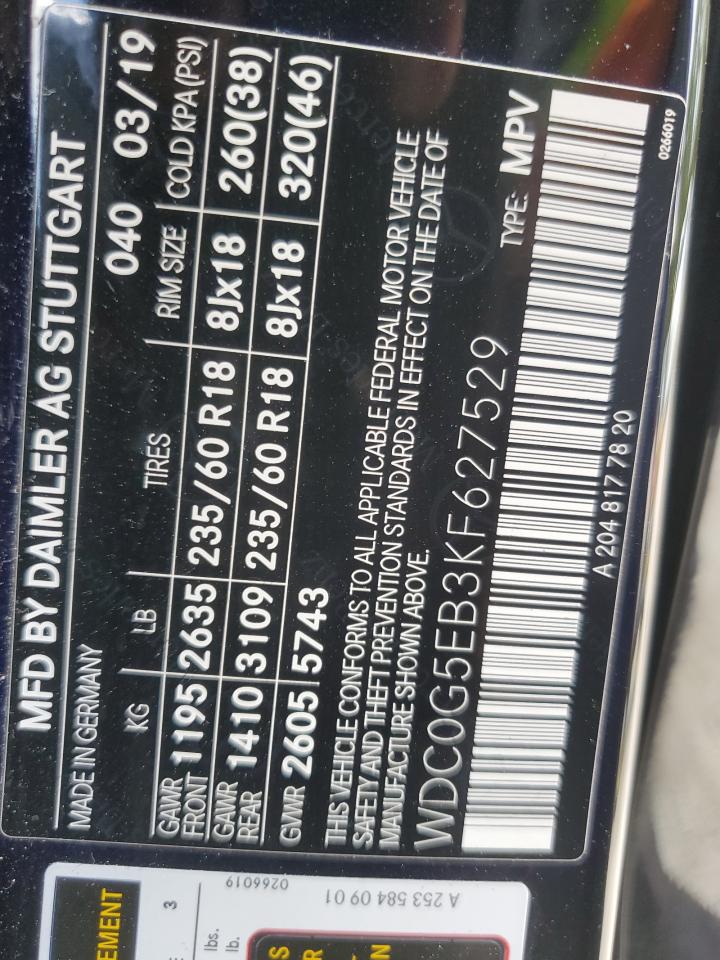 MFD BY DAIMLER AG STUTTGART
MADE IN GERMANY 040 03/19
KG LB TIRES RIM SIZE COLD KPA(PSI)
GAWR FRONT 1195 2635 235/60 R18 8Jx18 260(38)
GAWR REAR 1410 3109 235/60 R18 8Jx18 320(46)
GVWR 2605 5743
THIS VEHICLE CONFORMS TO ALL APPLICABLE FEDERAL MOTOR VEHICLE
SAFETY AND THEFT PREVENTION STANDARDS IN EFFECT ON THE DATE OF
MANUFACTURE SHOWN ABOVE.
WDC0G5EB3KF627529 TYPE: MPV
A 204 817 78 20
0266019
EMENT
3
lbs.
lb.
0266019
A 253 584 09 01